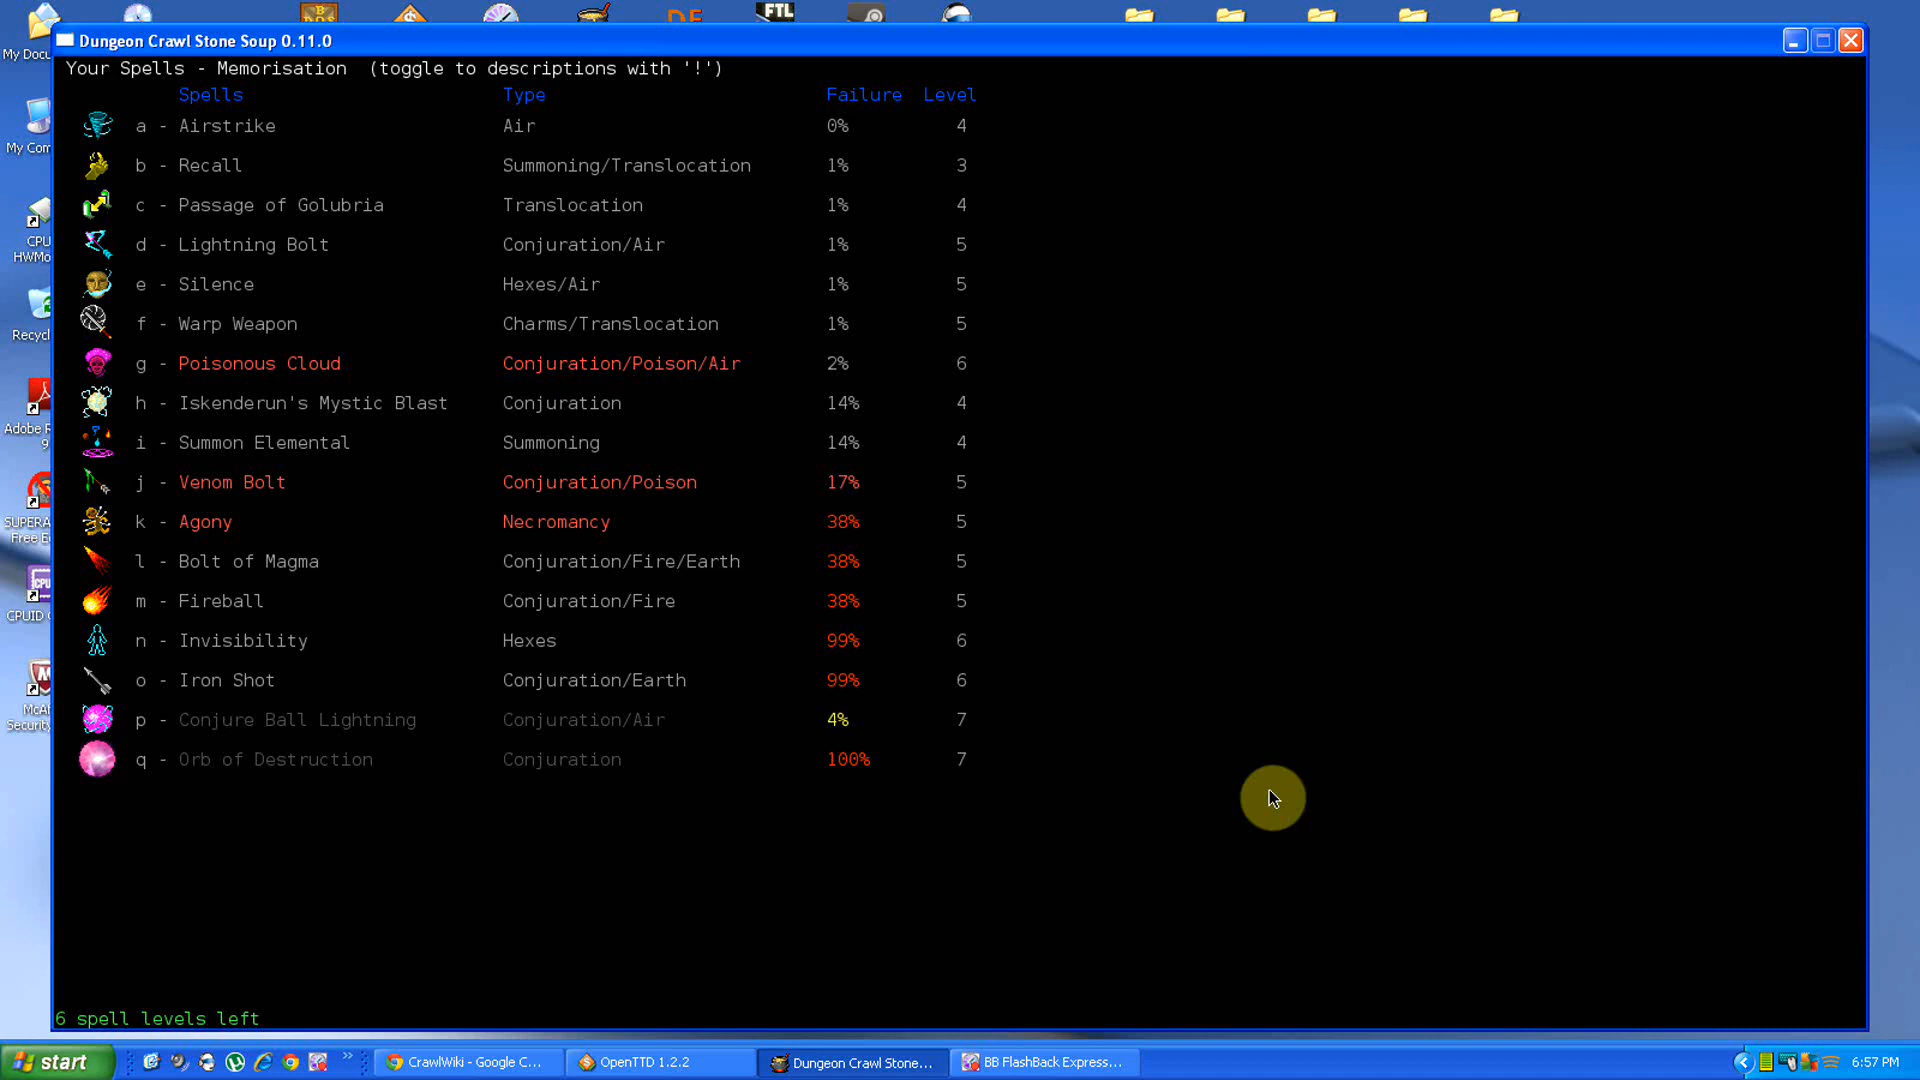 B
DOS
DF
FTL
My Docu
Dungeon Crawl Stone Soup 0.11.0
Your Spells - Memorisation (toggle to descriptions with '!')
Spells Type Failure Level
a - Airstrike Air 0% 4
b - Recall Summoning/Translocation 1% 3
c - Passage of Golubria Translocation 1% 4
d - Lightning Bolt Conjuration/Air 1% 5
e - Silence Hexes/Air 1% 5
f - Warp Weapon Charms/Translocation 1% 5
g - Poisonous Cloud Conjuration/Poison/Air 2% 6
h - Iskenderun's Mystic Blast Conjuration 14% 4
i - Summon Elemental Summoning 14% 4
j - Venom Bolt Conjuration/Poison 17% 5
k - Agony Necromancy 38% 5
l - Bolt of Magma Conjuration/Fire/Earth 38% 5
m - Fireball Conjuration/Fire 38% 5
n - Invisibility Hexes 99% 6
o - Iron Shot Conjuration/Earth 99% 6
p - Conjure Ball Lightning Conjuration/Air 4% 7
q - Orb of Destruction Conjuration 100% 7
6 spell levels left
My Com
CPU
HWMo
Recycl
Adobe R
9
SUPERA
Free E
CPU
CPUID
McAf
Security
start
CrawlWiki - Google C...
OpenTTD 1.2.2
Dungeon Crawl Stone...
BB FlashBack Express...
6:57 PM